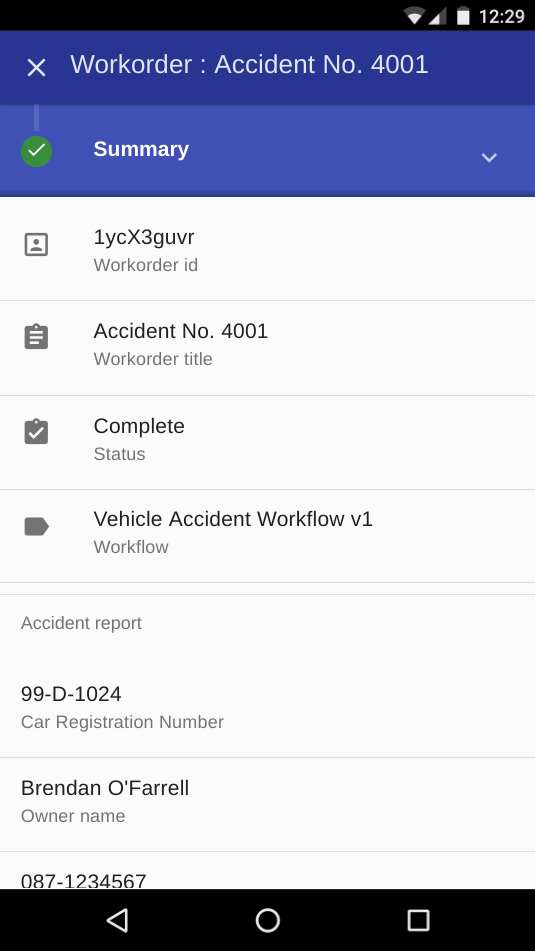 12:29
Workorder : Accident No. 4001
Summary
1ycX3guvr
Workorder id
Accident No. 4001
Workorder title
Complete
Status
Vehicle Accident Workflow v1
Workflow
Accident report
99-D-1024
Car Registration Number
Brendan O'Farrell
Owner name
087-1234567